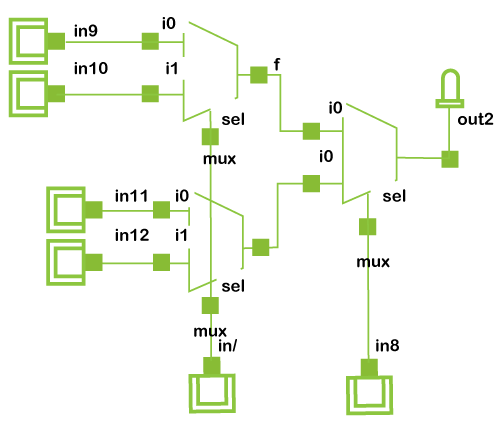 in9
i0
in10
i1
f
i0
out2
sel
mux
i0
in11
i0
sel
in12
i1
mux
sel
mux
in/
in8